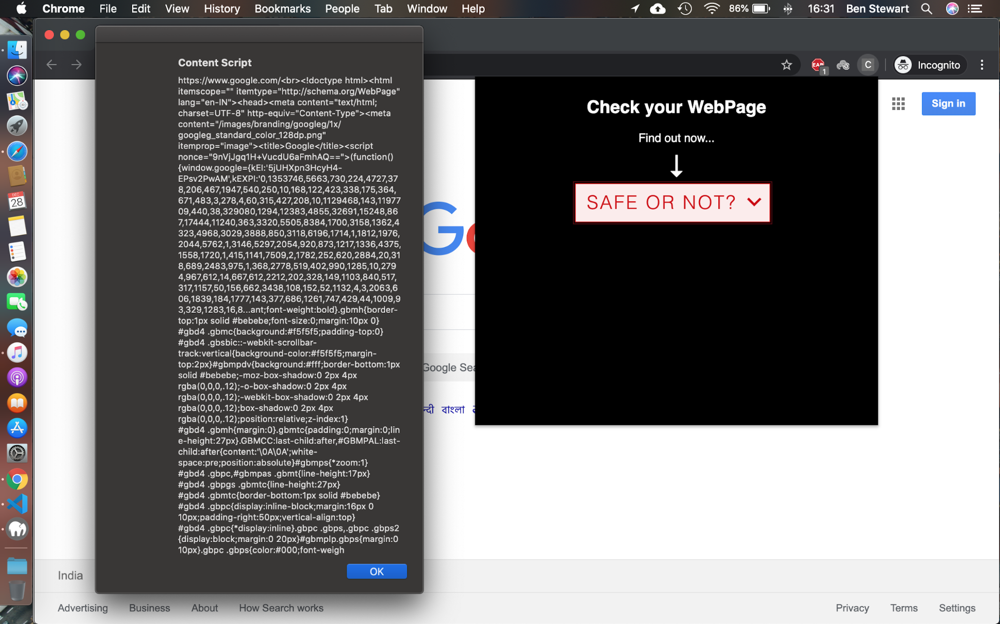 Chrome File Edit View History Bookmarks People Tab Window Help 86% 16:31 Ben Stewart
EAB 1 C Incognito
DEC
28
Content Script
https://www.google.com/<br><!doctype html><html
itemscope="" itemtype="http://schema.org/WebPage"
lang="en-IN"><head><meta content="text/html;
charset=UTF-8" http-equiv="Content-Type"><meta
content="/images/branding/googleg/1x/
googleg_standard_color_128dp.png"
itemprop="image"><title>Google</title><script
nonce="9nVjJgq1H+VucdU6aFmhAQ==">(function()
{window.google={kEI:'5jUHXpn3HcyH4-
EPsv2PwAM',kEXPI:'0,1353746,5663,730,224,4727,37
8,206,467,1947,540,250,10,168,122,423,338,175,364,
671,483,3,278,4,60,315,427,208,10,1129468,143,11977
09,440,38,329080,1294,12383,4855,32691,15248,86
7,17444,11240,363,3320,5505,8384,1700,3158,1362,4
323,4968,3029,3888,850,3118,6196,1714,1,1812,1976,
2044,5762,1,3146,5297,2054,920,873,1217,1336,4375,
1558,1720,1,415,1141,7509,2,1782,252,620,2884,20,31
8,689,2483,975,1,368,2778,519,402,990,1285,10,279
4,967,612,14,667,612,2212,202,328,149,1103,840,517,
317,1157,50,156,662,3438,108,152,52,1132,4,3,2063,6
06,1839,184,1777,143,377,686,1261,747,429,44,1009,9
3,329,1283,16,8...ant;font-weight:bold}.gbmh{border-
top:1px solid #bebebe;font-size:0;margin:10px 0}
#gbd4 .gbmc{background:#f5f5f5;padding-top:0}
#gbd4 .gbsbic::-webkit-scrollbar-
track:vertical{background-color:#f5f5f5;margin-
top:2px}#gbmpdv{background:#fff;border-bottom:1px
solid #bebebe;-moz-box-shadow:0 2px 4px
rgba(0,0,0,.12);-o-box-shadow:0 2px 4px
rgba(0,0,0,.12);-webkit-box-shadow:0 2px 4px
rgba(0,0,0,.12);box-shadow:0 2px 4px
rgba(0,0,0,.12);position:relative;z-index:1}
#gbd4 .gbmh{margin:0}.gbmtc{padding:0;margin:0;lin
e-height:27px}.GBMCC:last-child:after,#GBMPAL:last-
child:after{content:'\0A\0A';white-
space:pre;position:absolute}#gbmps{*zoom:1}
#gbd4 .gbpc,#gbmpas .gbmt{line-height:17px}
#gbd4 .gbpgs .gbmtc{line-height:27px}
#gbd4 .gbmtc{border-bottom:1px solid #bebebe}
#gbd4 .gbpc{display:inline-block;margin:16px 0
10px;padding-right:50px;vertical-align:top}
#gbd4 .gbpc{*display:inline}.gbpc .gbps,.gbpc .gbps2
{display:block;margin:0 20px}#gbmplp.gbps{margin:0
10px}.gbpc .gbps{color:#000;font-weigh
OK
Check your WebPage
Find out now...
SAFE OR NOT?
Sign in
Google Sea
বাংলা
India
Advertising Business About How Search works Privacy Terms Settings